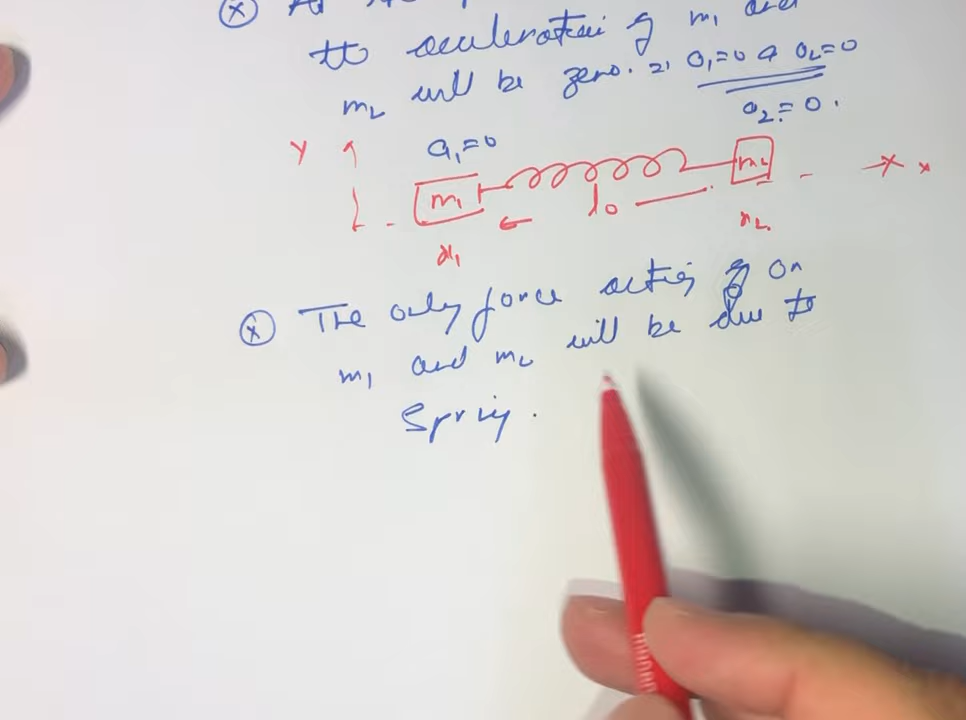 to acceleration of m₁ and
m₂ will be zero. ⇒ a₁=0 & a₂=0
a₂=0.
Y a₁=0
m₁ l₀ m₂ x
x₁ x₂.
The only force acting on
m₁ and m₂ will be due to
Spring.